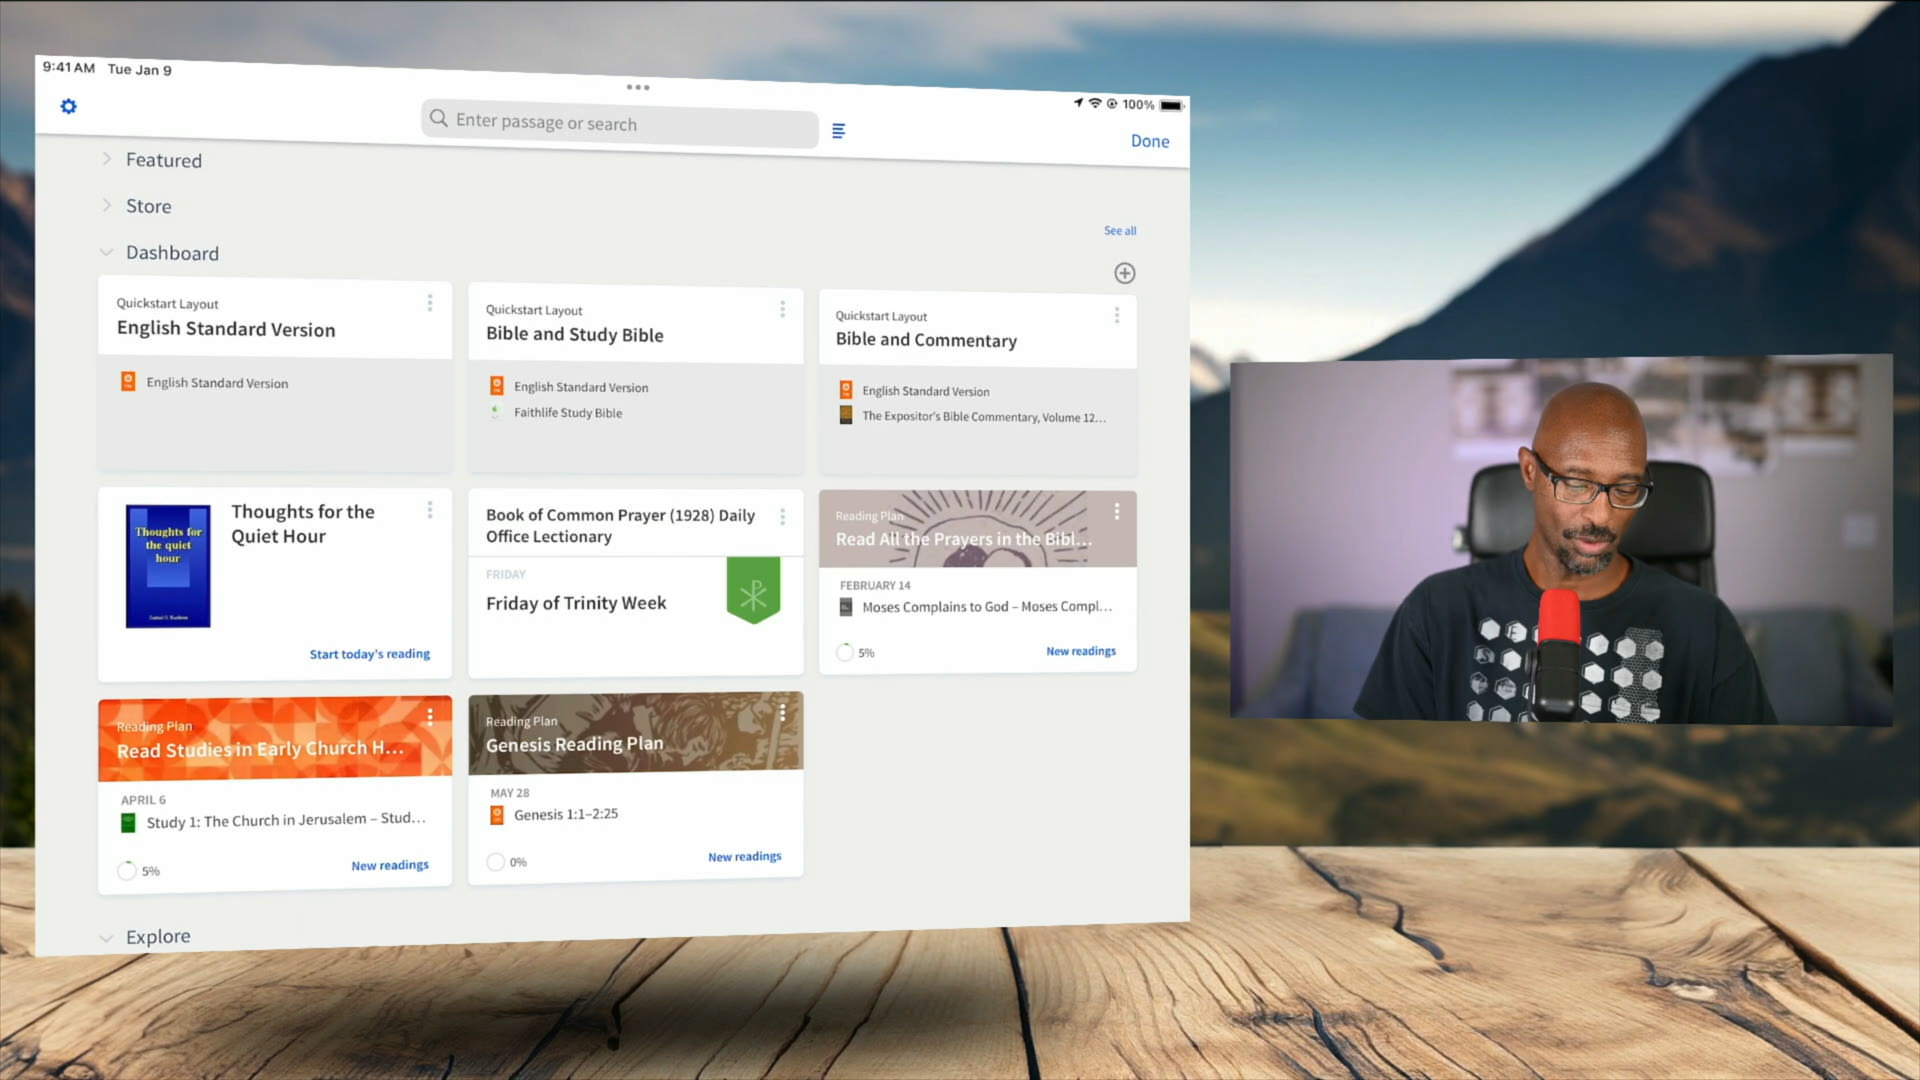 9:41 AM Tue Jan 9
100%
Enter passage or search
Done
Featured
Store
See all
Dashboard
Quickstart Layout
English Standard Version
English Standard Version
Quickstart Layout
Bible and Study Bible
English Standard Version
Faithlife Study Bible
Quickstart Layout
Bible and Commentary
English Standard Version
The Expositor's Bible Commentary, Volume 12...
Thoughts for
the quiet
hour
Thoughts for the
Quiet Hour
Start today's reading
Book of Common Prayer (1928) Daily
Office Lectionary
FRIDAY
Friday of Trinity Week
Reading Plan
Read All the Prayers in the Bibl...
FEBRUARY 14
Moses Complains to God – Moses Compl...
5%
New readings
Reading Plan
Read Studies in Early Church H...
APRIL 6
Study 1: The Church in Jerusalem – Stud...
5%
New readings
Reading Plan
Genesis Reading Plan
MAY 28
Genesis 1:1–2:25
0%
New readings
Explore